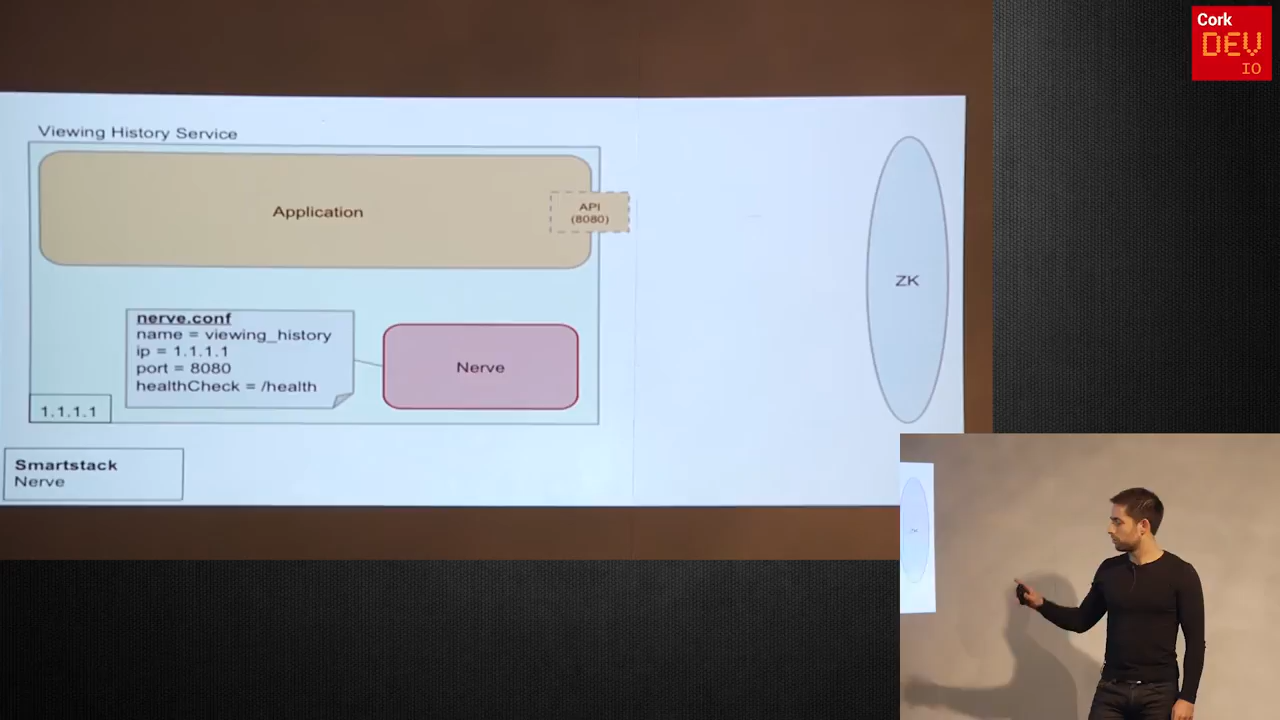 Cork
DEV
IO
Viewing History Service
Application
API
(8080)
ZK
nerve.conf
name = viewing_history
ip = 1.1.1.1
port = 8080
healthCheck = /health
Nerve
1.1.1.1
Smartstack
Nerve
ZK